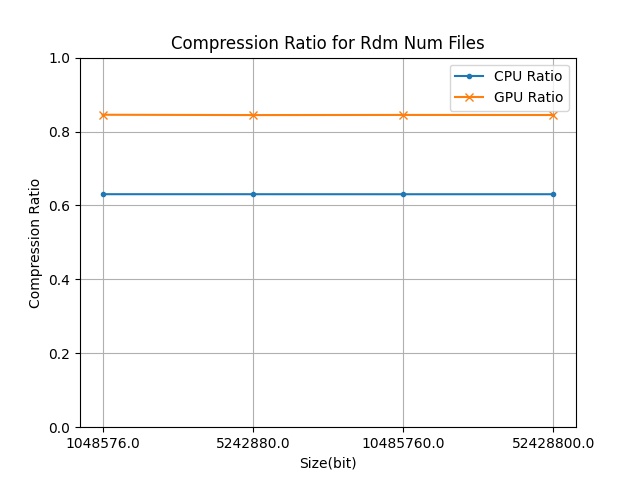 Compression Ratio for Rdm Num Files
CPU Ratio
GPU Ratio
1.0
0.8
0.6
0.4
0.2
0.0
Compression Ratio
1048576.0 5242880.0 10485760.0 52428800.0
Size(bit)